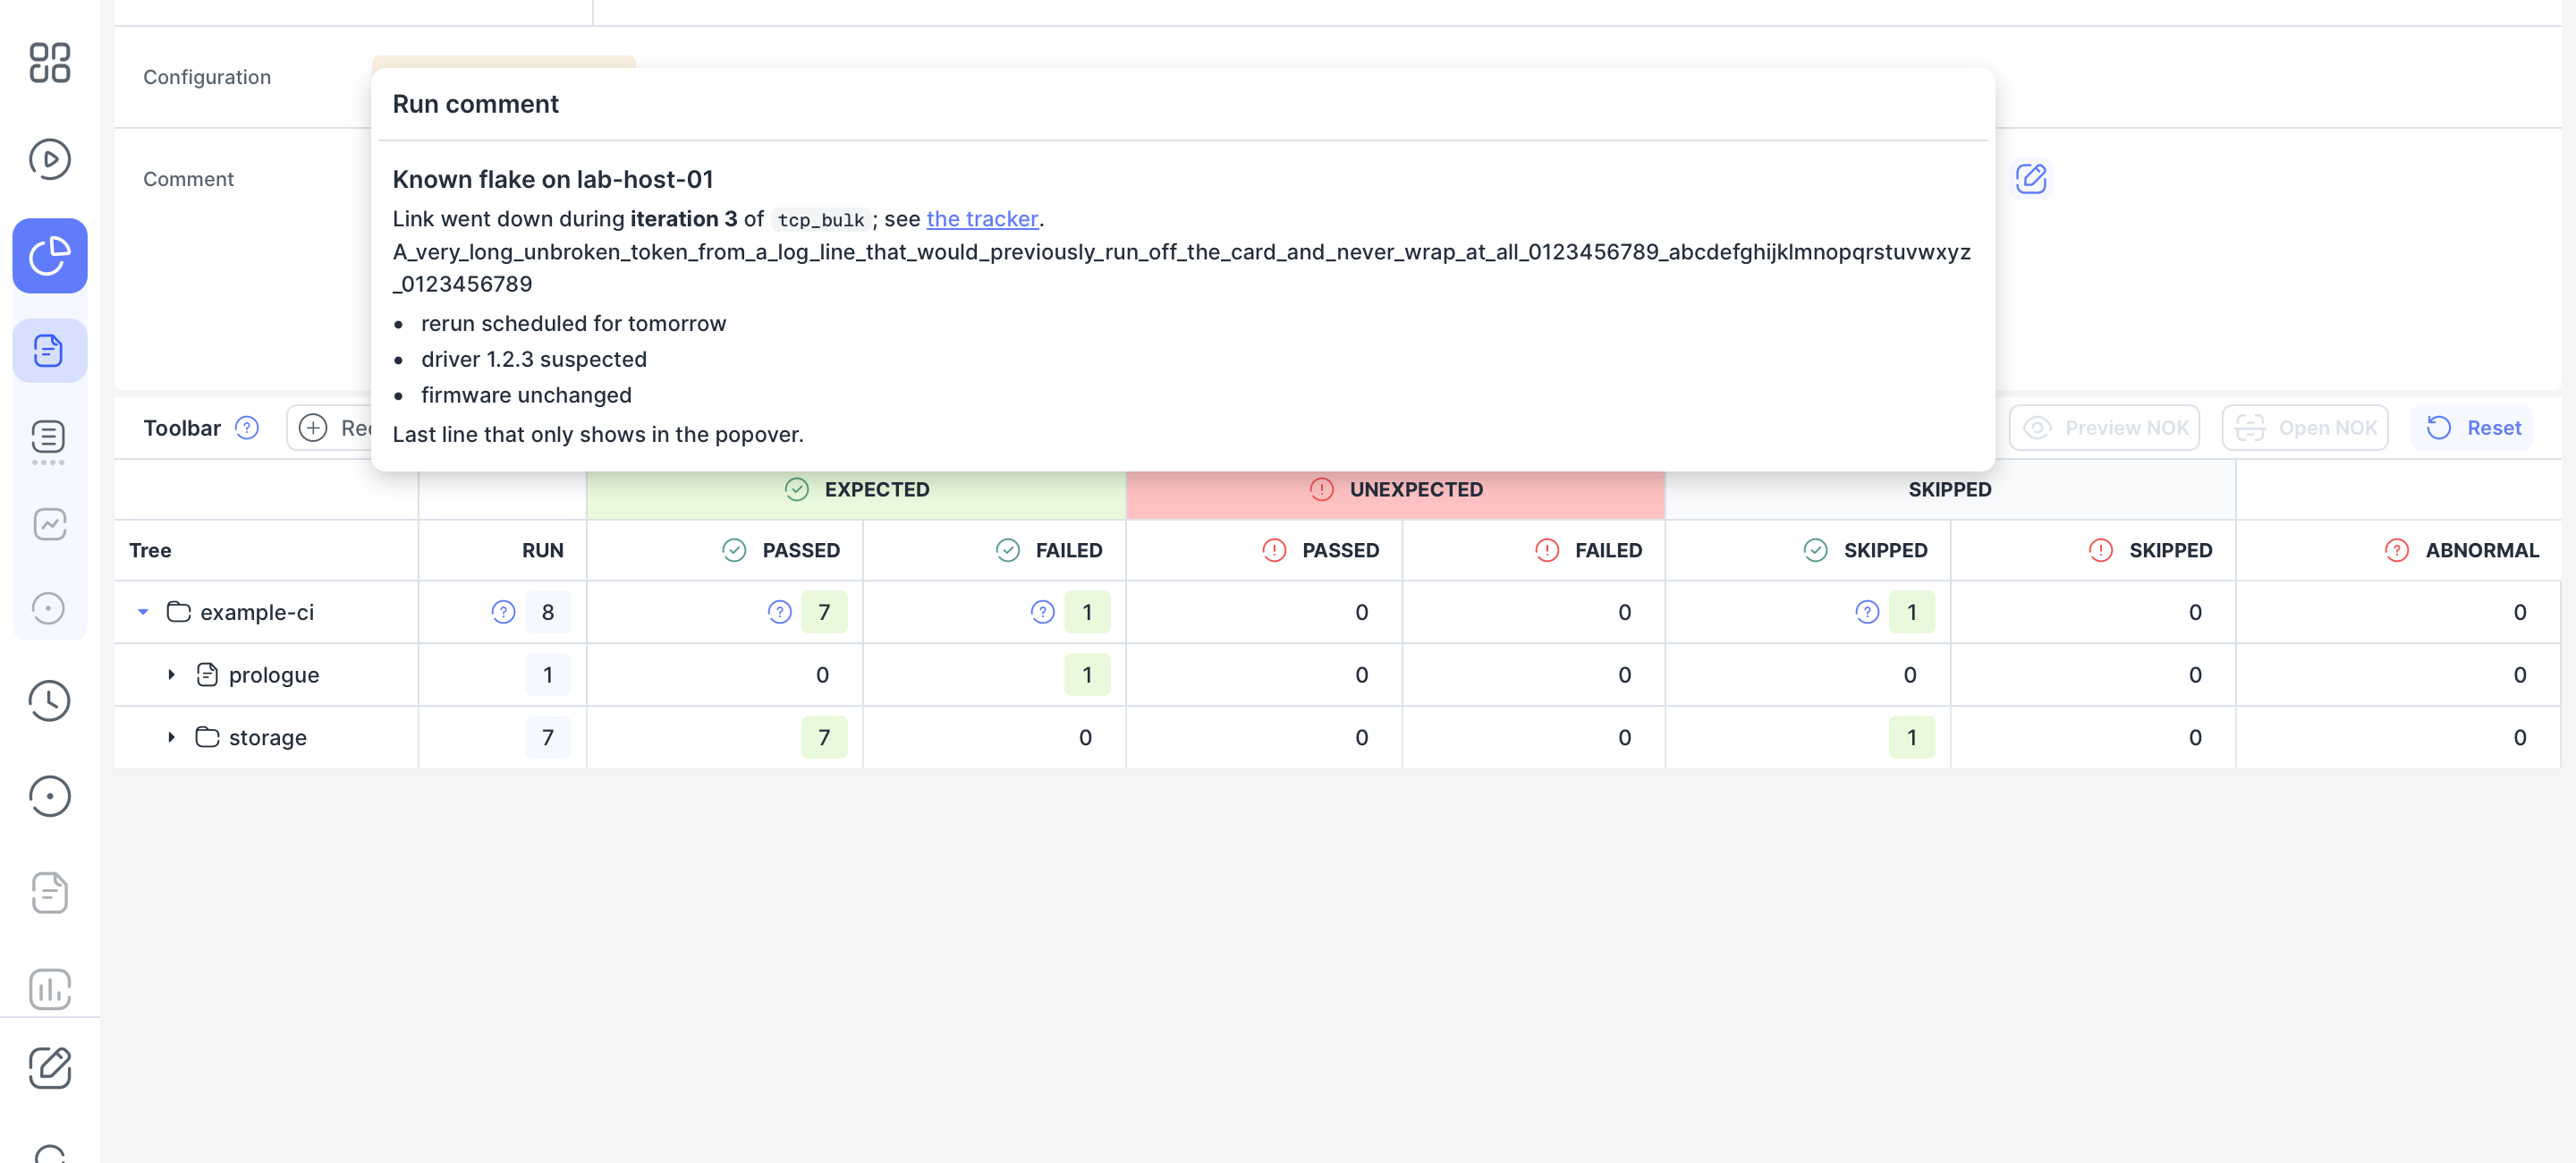 Configuration
Run comment
Comment
Known flake on lab-host-01
Link went down during iteration 3 of tcp_bulk; see the tracker.
A_very_long_unbroken_token_from_a_log_line_that_would_previously_run_off_the_card_and_never_wrap_at_all_0123456789_abcdefghijklmnopqrstuvwxyz
_0123456789
• rerun scheduled for tomorrow
• driver 1.2.3 suspected
• firmware unchanged
Last line that only shows in the popover.
Toolbar Preview NOK Open NOK Reset
EXPECTED UNEXPECTED SKIPPED
Tree RUN PASSED FAILED PASSED FAILED SKIPPED SKIPPED ABNORMAL
example-ci 8 7 1 0 0 1 0 0
prologue 1 0 1 0 0 0 0 0
storage 7 7 0 0 0 1 0 0